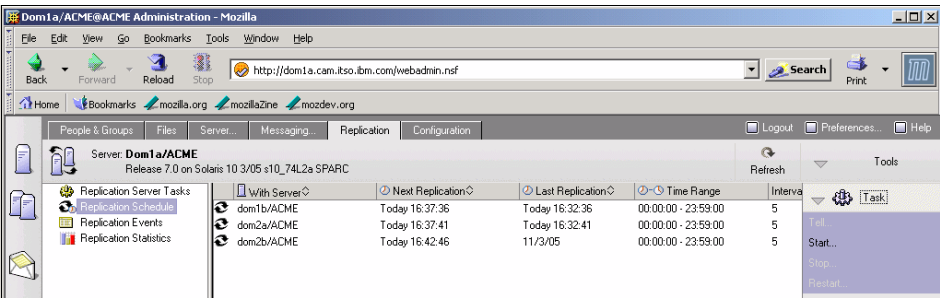 Dom1a/ACME@ACME Administration - Mozilla
File Edit View Go Bookmarks Tools Window Help
Back Forward Reload Stop http://dom1a.cam.itso.ibm.com/webadmin.nsf Search Print
Home Bookmarks mozilla.org mozillaZine mozdev.org
People & Groups Files Server... Messaging... Replication Configuration Logout Preferences... Help
Server: Dom1a/ACME
Release 7.0 on Solaris 10 3/05 s10_74L2a SPARC
Refresh Tools
Replication Server Tasks
Replication Schedule
Replication Events
Replication Statistics
With Server Next Replication Last Replication Time Range Interva
dom1b/ACME Today 16:37:36 Today 16:32:36 00:00:00 - 23:59:00 5
dom2a/ACME Today 16:37:41 Today 16:32:41 00:00:00 - 23:59:00 5
dom2b/ACME Today 16:42:46 11/3/05 00:00:00 - 23:59:00 5
Task
Tell...
Start...
Stop...
Restart...